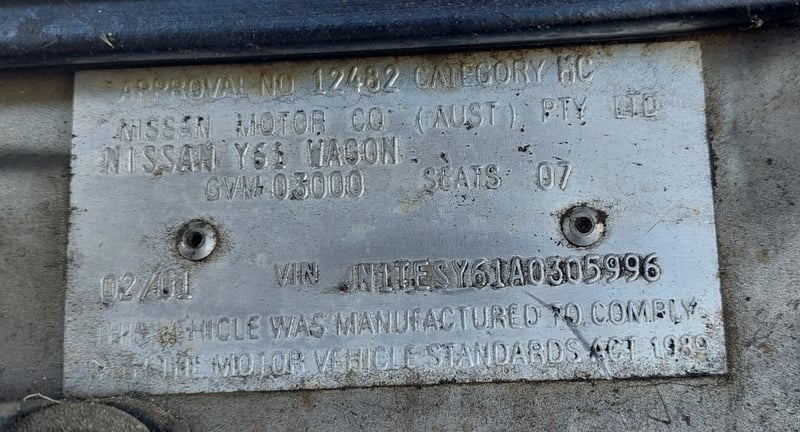 APPROVAL NO 12482 CATEGORY MC
NISSAN MOTOR CO (AUST) PTY LTD
NISSAN Y61 WAGON
GVM 03000 SEATS 07
02/01 VIN JN1TESY61A0305996
THIS VEHICLE WAS MANUFACTURED TO COMPLY
THE MOTOR VEHICLE STANDARDS ACT 1989